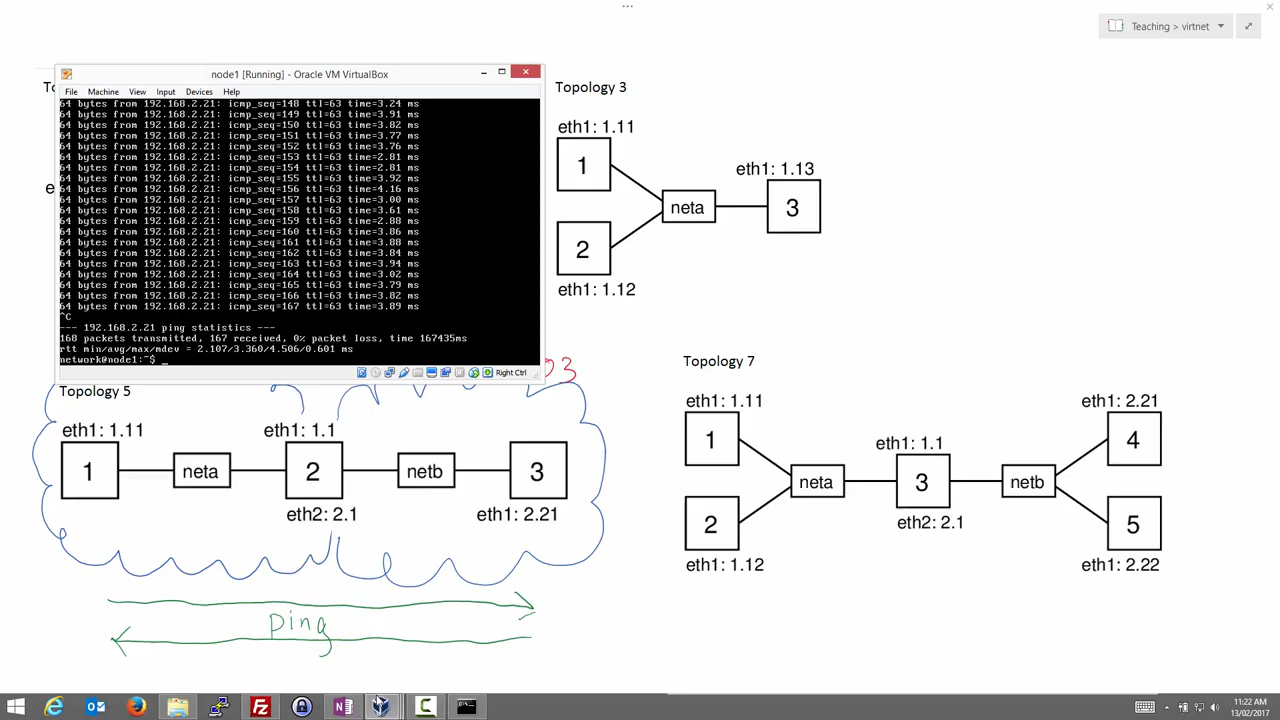 Teaching > virtnet
To
node1 [Running] - Oracle VM VirtualBox
File Machine View Input Devices Help
64 bytes from 192.168.2.21: icmp_seq=148 ttl=63 time=3.24 ms
64 bytes from 192.168.2.21: icmp_seq=149 ttl=63 time=3.91 ms
64 bytes from 192.168.2.21: icmp_seq=150 ttl=63 time=3.82 ms
64 bytes from 192.168.2.21: icmp_seq=151 ttl=63 time=3.77 ms
64 bytes from 192.168.2.21: icmp_seq=152 ttl=63 time=3.76 ms
64 bytes from 192.168.2.21: icmp_seq=153 ttl=63 time=2.81 ms
64 bytes from 192.168.2.21: icmp_seq=154 ttl=63 time=2.81 ms
64 bytes from 192.168.2.21: icmp_seq=155 ttl=63 time=3.92 ms
64 bytes from 192.168.2.21: icmp_seq=156 ttl=63 time=4.16 ms
64 bytes from 192.168.2.21: icmp_seq=157 ttl=63 time=3.00 ms
64 bytes from 192.168.2.21: icmp_seq=158 ttl=63 time=3.61 ms
64 bytes from 192.168.2.21: icmp_seq=159 ttl=63 time=2.88 ms
64 bytes from 192.168.2.21: icmp_seq=160 ttl=63 time=3.86 ms
64 bytes from 192.168.2.21: icmp_seq=161 ttl=63 time=3.88 ms
64 bytes from 192.168.2.21: icmp_seq=162 ttl=63 time=3.84 ms
64 bytes from 192.168.2.21: icmp_seq=163 ttl=63 time=3.94 ms
64 bytes from 192.168.2.21: icmp_seq=164 ttl=63 time=3.02 ms
64 bytes from 192.168.2.21: icmp_seq=165 ttl=63 time=3.79 ms
64 bytes from 192.168.2.21: icmp_seq=166 ttl=63 time=3.82 ms
64 bytes from 192.168.2.21: icmp_seq=167 ttl=63 time=3.89 ms
^C
--- 192.168.2.21 ping statistics ---
168 packets transmitted, 167 received, 0% packet loss, time 167435ms
rtt min/avg/max/mdev = 2.107/3.360/4.506/0.601 ms
network@node1:~$ _
Right Ctrl
e
Topology 3
eth1: 1.11
1
eth1: 1.13
neta
3
2
eth1: 1.12
03
Topology 5
eth1: 1.11
eth1: 1.1
1
neta
2
netb
3
eth2: 2.1
eth1: 2.21
ping
Topology 7
eth1: 1.11
eth1: 2.21
1
eth1: 1.1
4
neta
3
netb
2
eth2: 2.1
5
eth1: 1.12
eth1: 2.22
11:22 AM
13/02/2017